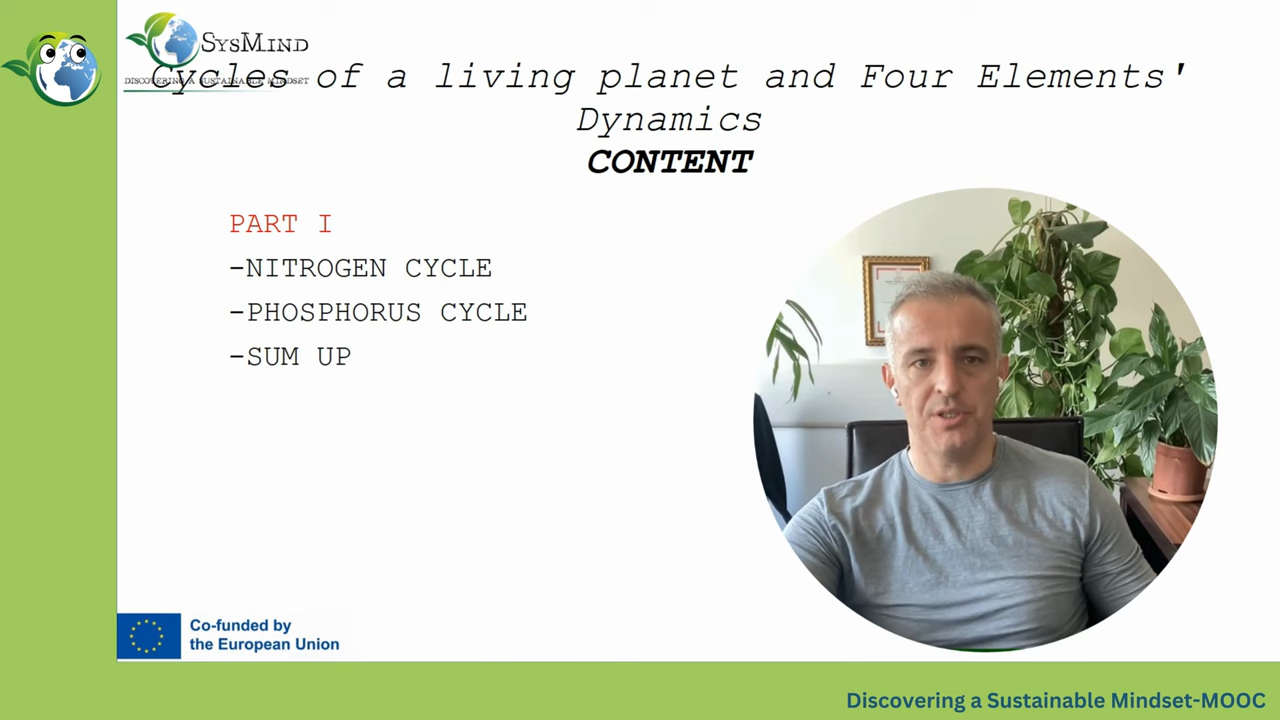 SYSMIND
DISCOVERING A SUSTAINABLE MINDSET
Cycles of a living planet and Four Elements'
Dynamics
CONTENT
PART I
-NITROGEN CYCLE
-PHOSPHORUS CYCLE
-SUM UP
Co-funded by
the European Union
Discovering a Sustainable Mindset-MOOC